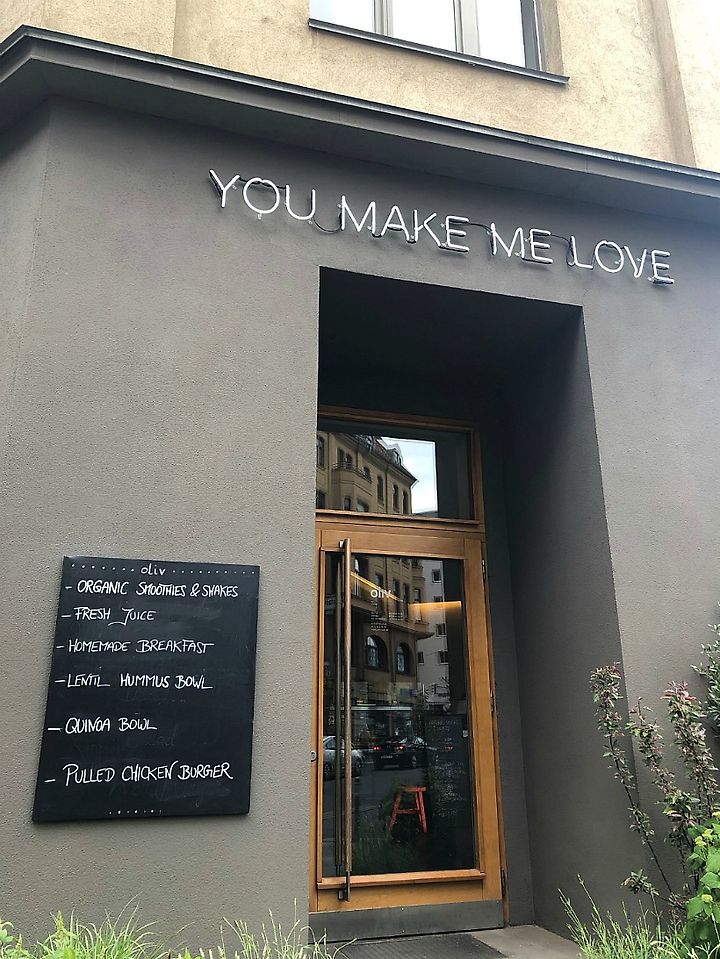 YOU MAKE ME LOVE
oliv
- ORGANIC SMOOTHIES & SHAKES
- FRESH JUICE
- HOMEMADE BREAKFAST
- LENTIL HUMMUS BOWL
- QUINOA BOWL
- PULLED CHICKEN BURGER
oliv